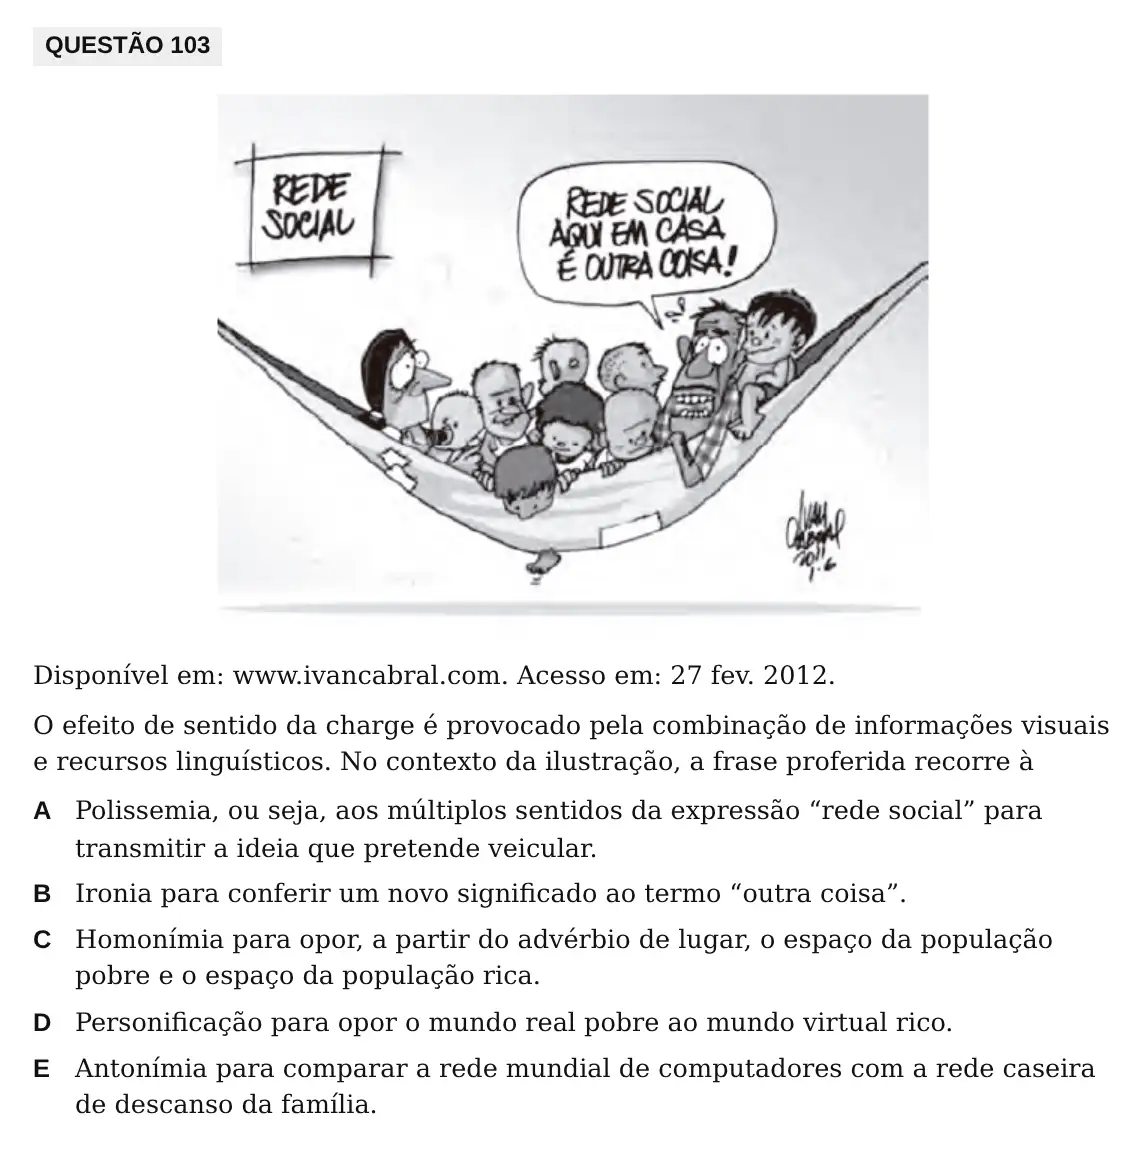 QUESTÃO 103
REDE
SOCIAL
REDE SOCIAL
AQUI EM CASA
É OUTRA COISA!
IVAN
CABRAL
2011
Disponível em: www.ivancabral.com. Acesso em: 27 fev. 2012.
O efeito de sentido da charge é provocado pela combinação de informações visuais
e recursos linguísticos. No contexto da ilustração, a frase proferida recorre à
A Polissemia, ou seja, aos múltiplos sentidos da expressão “rede social” para
transmitir a ideia que pretende veicular.
B Ironia para conferir um novo significado ao termo “outra coisa”.
C Homonímia para opor, a partir do advérbio de lugar, o espaço da população
pobre e o espaço da população rica.
D Personificação para opor o mundo real pobre ao mundo virtual rico.
E Antonímia para comparar a rede mundial de computadores com a rede caseira
de descanso da família.